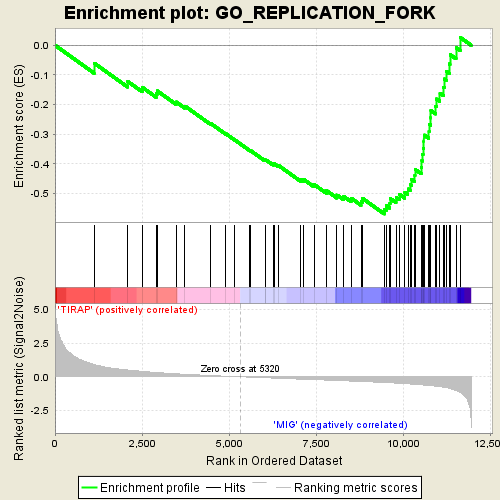 Enrichment plot: GO_REPLICATION_FORK
Enrichment score (ES)
0.0
-0.1
-0.2
-0.3
-0.4
-0.5
'TIRAP' (positively correlated)
Ranked list metric (Signal2Noise)
5.0
2.5
0.0
-2.5
Zero cross at 5320
'MIG' (negatively correlated)
0
2,500
5,000
7,500
10,000
12,500
Rank in Ordered Dataset
Enrichment profile
Hits
Ranking metric scores